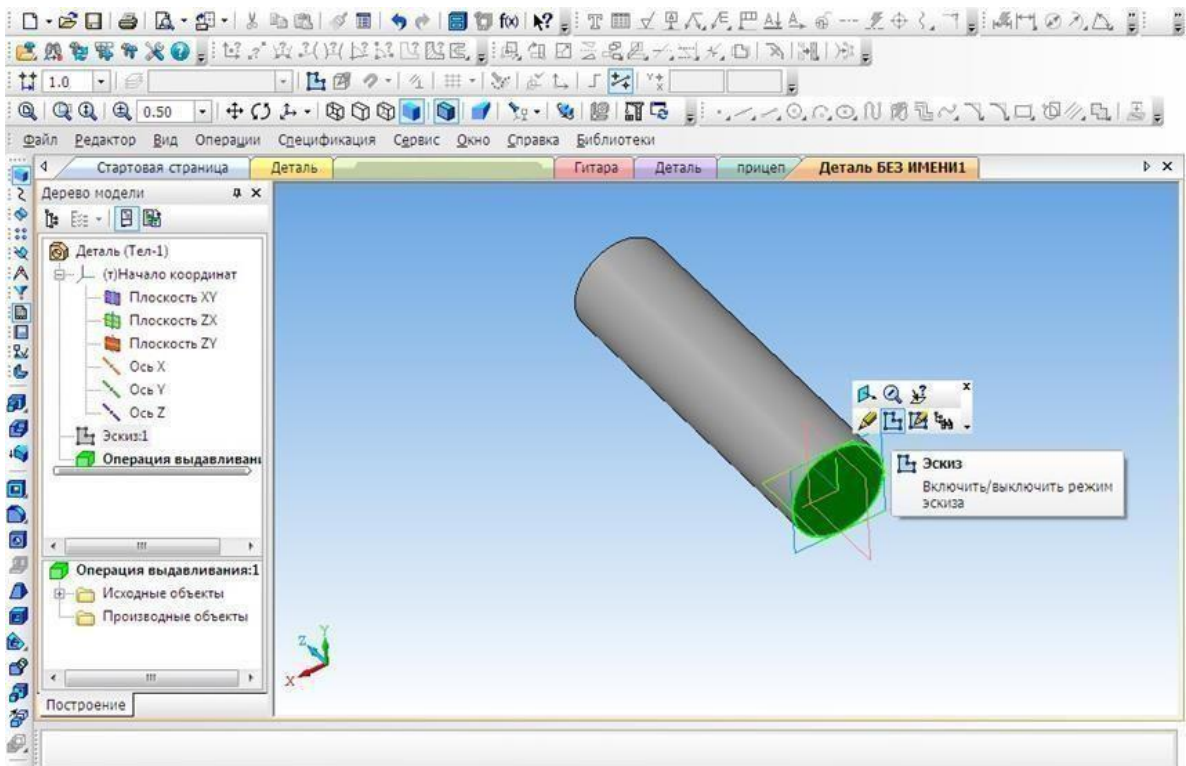 f(x)
1.0
0.50
Файл Редактор Вид Операции Спецификация Сервис Окно Справка Библиотеки
Стартовая страница Деталь Гитара Деталь прицеп Деталь БЕЗ ИМЕНИ1
Дерево модели
Деталь (Тел-1)
(т)Начало координат
Плоскость XY
Плоскость ZX
Плоскость ZY
Ось X
Ось Y
Ось Z
Эскиз:1
Операция выдавливани
Операция выдавливания:1
Исходные объекты
Производные объекты
Построение
Эскиз
Включить/выключить режим
эскиза
Z Y
X